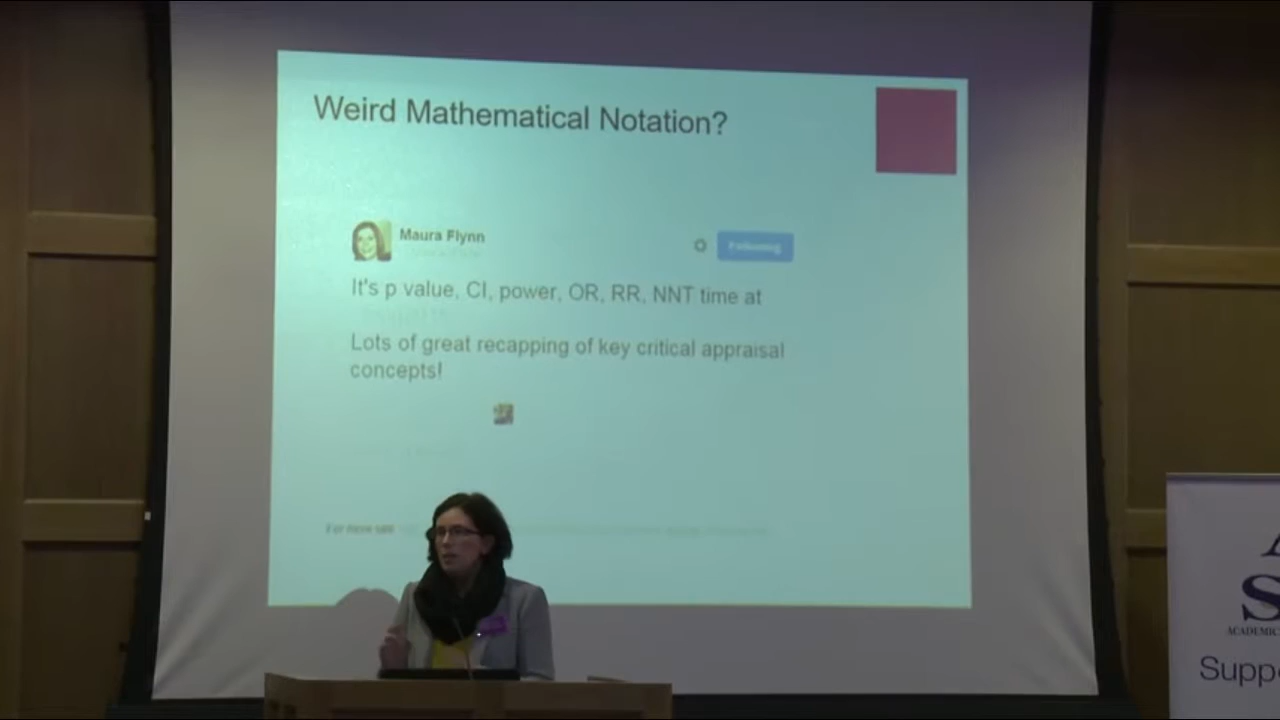 Weird Mathematical Notation?
Maura Flynn
Following
It's p value, CI, power, OR, RR, NNT time at
Lots of great recapping of key critical appraisal
concepts!
For more see
S
ACADEMIC
Supp